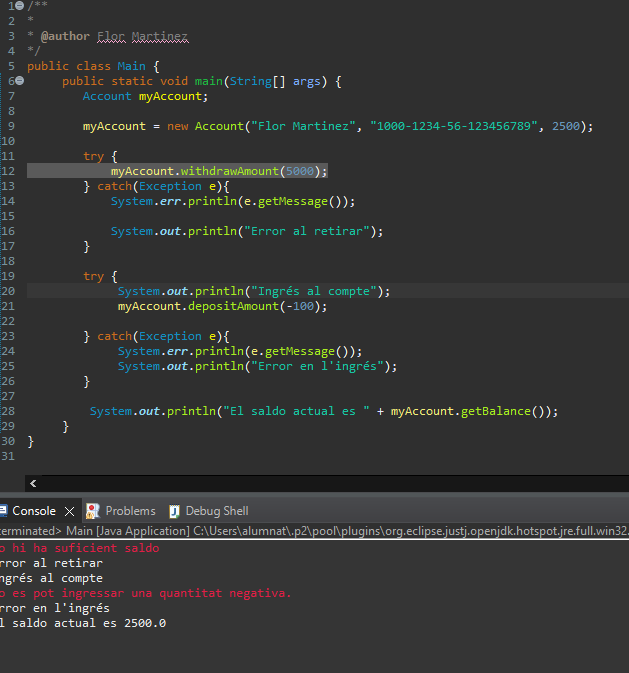 1 /**
2 *
3 * @author Flor Martinez
4 */
5 public class Main {
6 public static void main(String[] args) {
7 Account myAccount;
8
9 myAccount = new Account("Flor Martinez", "1000-1234-56-123456789", 2500);
10
11 try {
12 myAccount.withdrawAmount(5000);
13 } catch(Exception e){
14 System.err.println(e.getMessage());
15
16 System.out.println("Error al retirar");
17 }
18
19 try {
20 System.out.println("Ingrés al compte");
21 myAccount.depositAmount(-100);
22
23 } catch(Exception e){
24 System.err.println(e.getMessage());
25 System.out.println("Error en l'ingrés");
26 }
27
28 System.out.println("El saldo actual es " + myAccount.getBalance());
29 }
30 }
31
<
Console Problems Debug Shell
terminated> Main [Java Application] C:\Users\alumnat\.p2\pool\plugins\org.eclipse.justj.openjdk.hotspot.jre.full.win32.
o hi ha suficient saldo
rror al retirar
ngrés al compte
o es pot ingressar una quantitat negativa.
rror en l'ingrés
l saldo actual es 2500.0